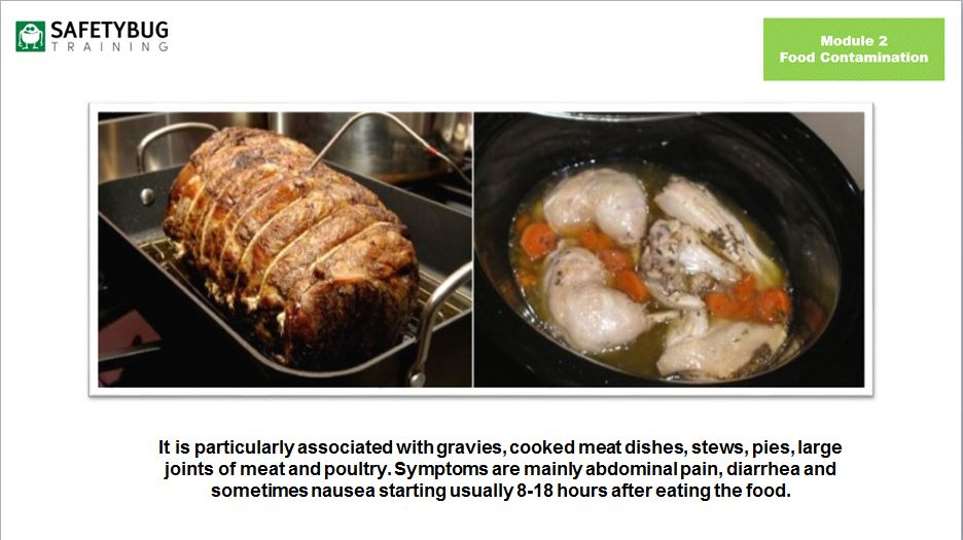 SAFETYBUG
TRAINING
Module 2
Food Contamination
It is particularly associated with gravies, cooked meat dishes, stews, pies, large
joints of meat and poultry. Symptoms are mainly abdominal pain, diarrhea and
sometimes nausea starting usually 8-18 hours after eating the food.